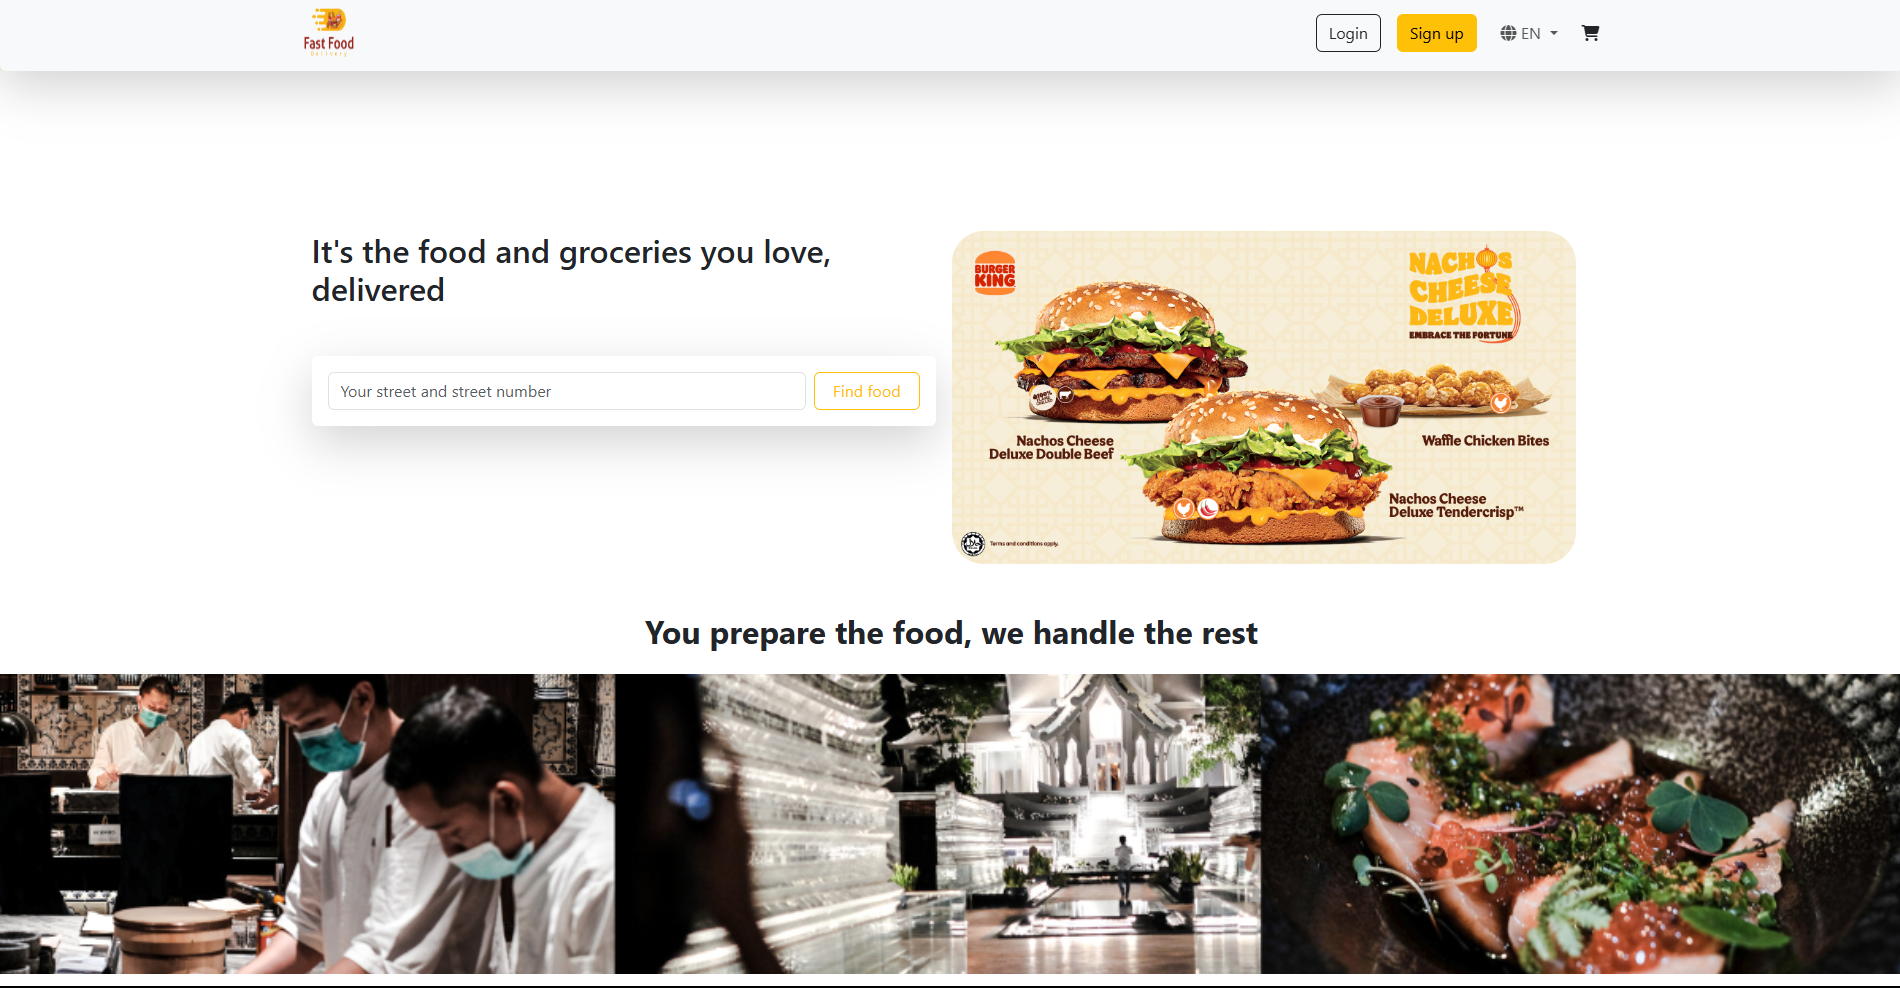 Fast Food
Delivery
Login
Sign up
EN
It's the food and groceries you love,
delivered
Your street and street number
Find food
BURGER
KING
NACHOS
CHEESE
DELUXE
EMBRACE THE FORTUNE
Nachos Cheese
Deluxe Double Beef
Waffle Chicken Bites
Nachos Cheese
Deluxe Tendercrisp™
Terms and conditions apply.
You prepare the food, we handle the rest